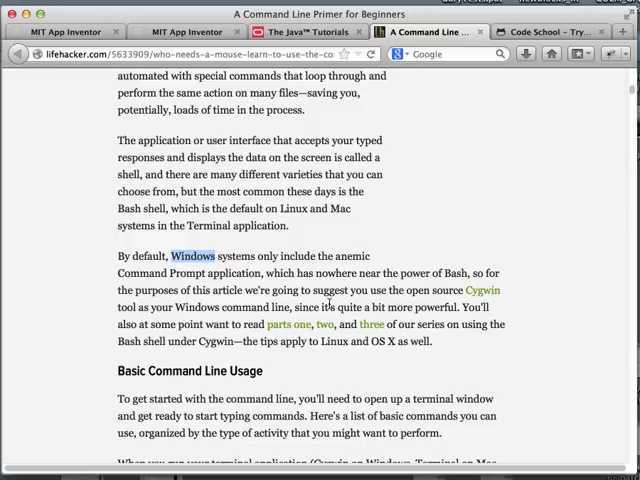 A Command Line Primer for Beginners
MIT App Inventor
MIT App Inventor
The Java™ Tutorials
A Command Line ...
Code School – Try...
lifehacker.com/5633909/who-needs-a-mouse-learn-to-use-the-co
Google
automated with special commands that loop through and
perform the same action on many files—saving you,
potentially, loads of time in the process.
The application or user interface that accepts your typed
responses and displays the data on the screen is called a
shell, and there are many different varieties that you can
choose from, but the most common these days is the
Bash shell, which is the default on Linux and Mac
systems in the Terminal application.
By default, Windows systems only include the anemic
Command Prompt application, which has nowhere near the power of Bash, so for
the purposes of this article we're going to suggest you use the open source Cygwin
tool as your Windows command line, since it's quite a bit more powerful. You'll
also at some point want to read parts one, two, and three of our series on using the
Bash shell under Cygwin—the tips apply to Linux and OS X as well.
Basic Command Line Usage
To get started with the command line, you'll need to open up a terminal window
and get ready to start typing commands. Here's a list of basic commands you can
use, organized by the type of activity that you might want to perform.
When you run your terminal application (Cygwin on Windows, Terminal on Mac